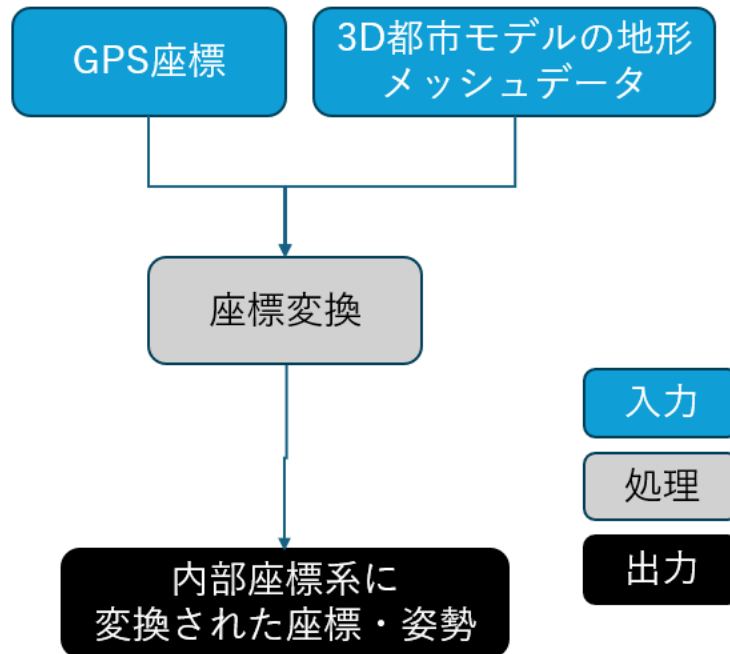 GPS座標
3D都市モデルの地形
メッシュデータ
座標変換
入力
処理
出力
内部座標系に
変換された座標・姿勢